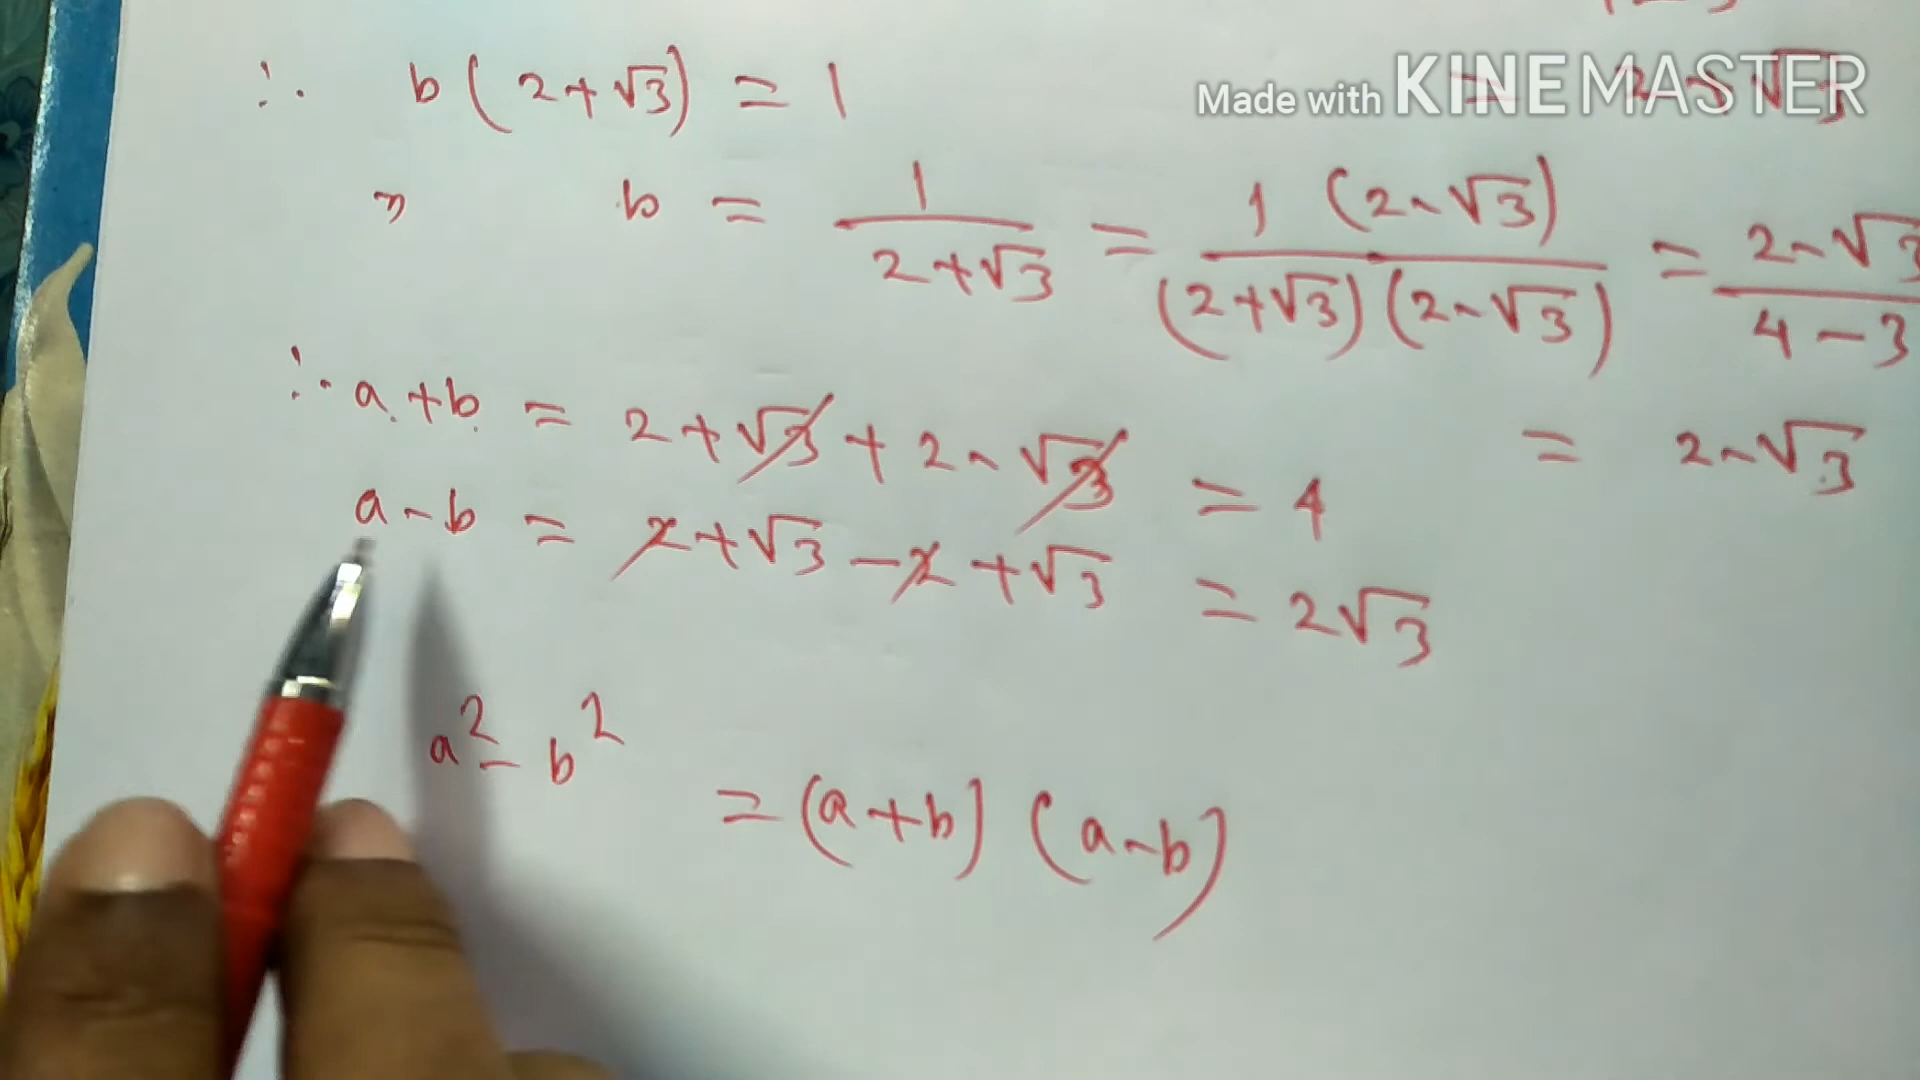 ∴ b(2+√3) = 1
Made with KINEMASTER
" b = 1/(2+√3) = 1(2-√3)/((2+√3)(2-√3)) = (2-√3)/(4-3)
= 2-√3
∴ a+b = 2+√3+2-√3 = 4
a-b = 2+√3-2+√3 = 2√3
a²-b² = (a+b)(a-b)